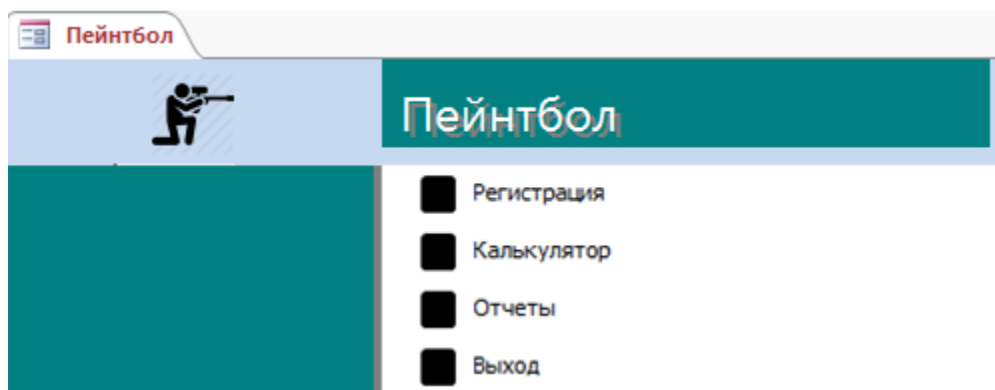 Пейнтбол
Пейнтбол
Регистрация
Калькулятор
Отчеты
Выход